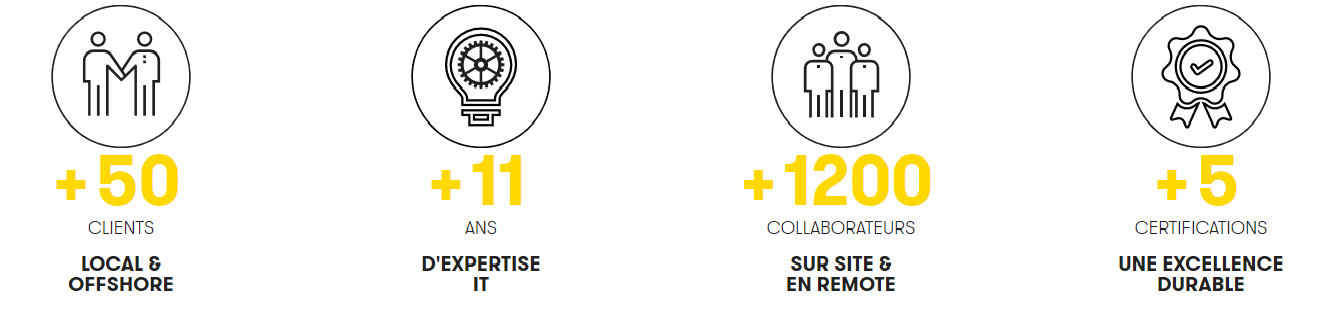 + 50
CLIENTS
LOCAL &
OFFSHORE
+ 11
ANS
D'EXPERTISE
IT
+ 1200
COLLABORATEURS
SUR SITE &
EN REMOTE
+ 5
CERTIFICATIONS
UNE EXCELLENCE
DURABLE